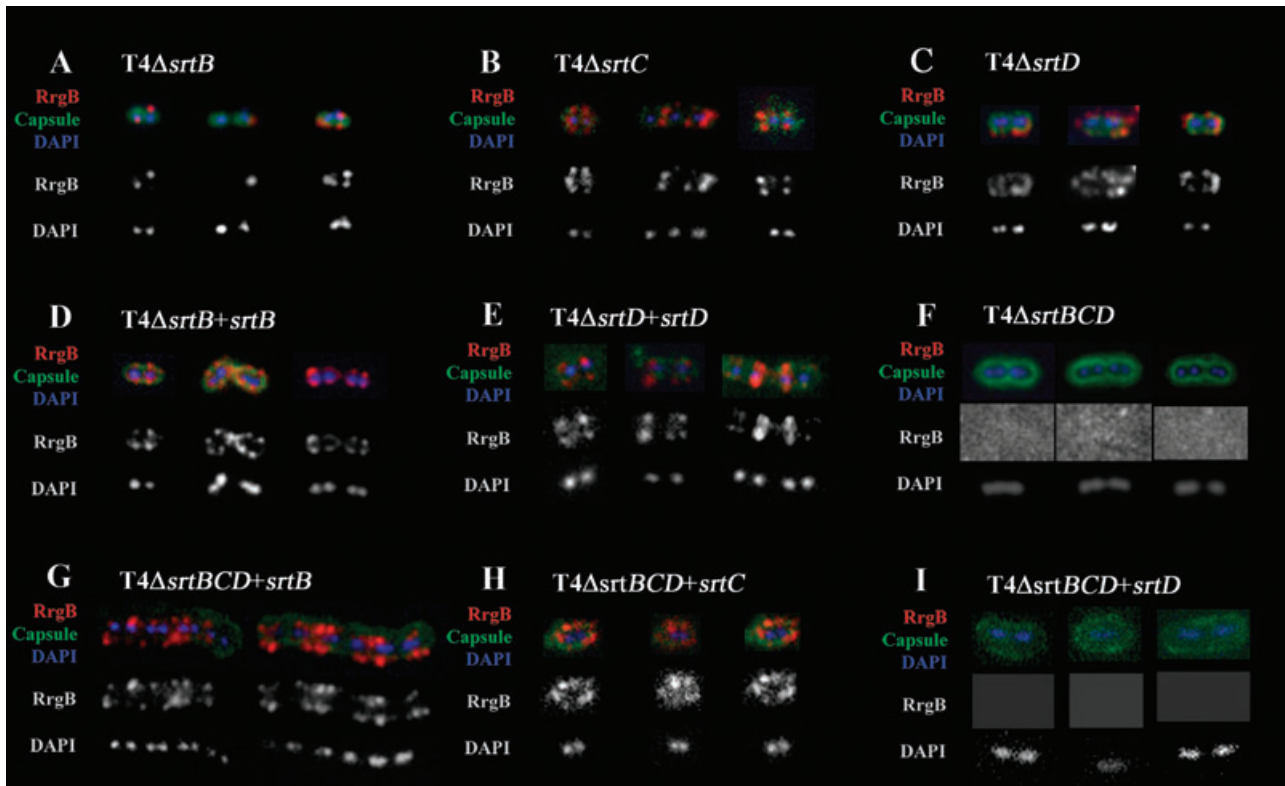 A T4ΔsrtB
RrgB
Capsule
DAPI
RrgB
DAPI
B T4ΔsrtC
RrgB
Capsule
DAPI
RrgB
DAPI
C T4ΔsrtD
RrgB
Capsule
DAPI
RrgB
DAPI
D T4ΔsrtB+srtB
RrgB
Capsule
DAPI
RrgB
DAPI
E T4ΔsrtD+srtD
RrgB
Capsule
DAPI
RrgB
DAPI
F T4ΔsrtBCD
RrgB
Capsule
DAPI
RrgB
DAPI
G T4ΔsrtBCD+srtB
RrgB
Capsule
DAPI
RrgB
DAPI
H T4ΔsrtBCD+srtC
RrgB
Capsule
DAPI
RrgB
DAPI
I T4ΔsrtBCD+srtD
RrgB
Capsule
DAPI
RrgB
DAPI